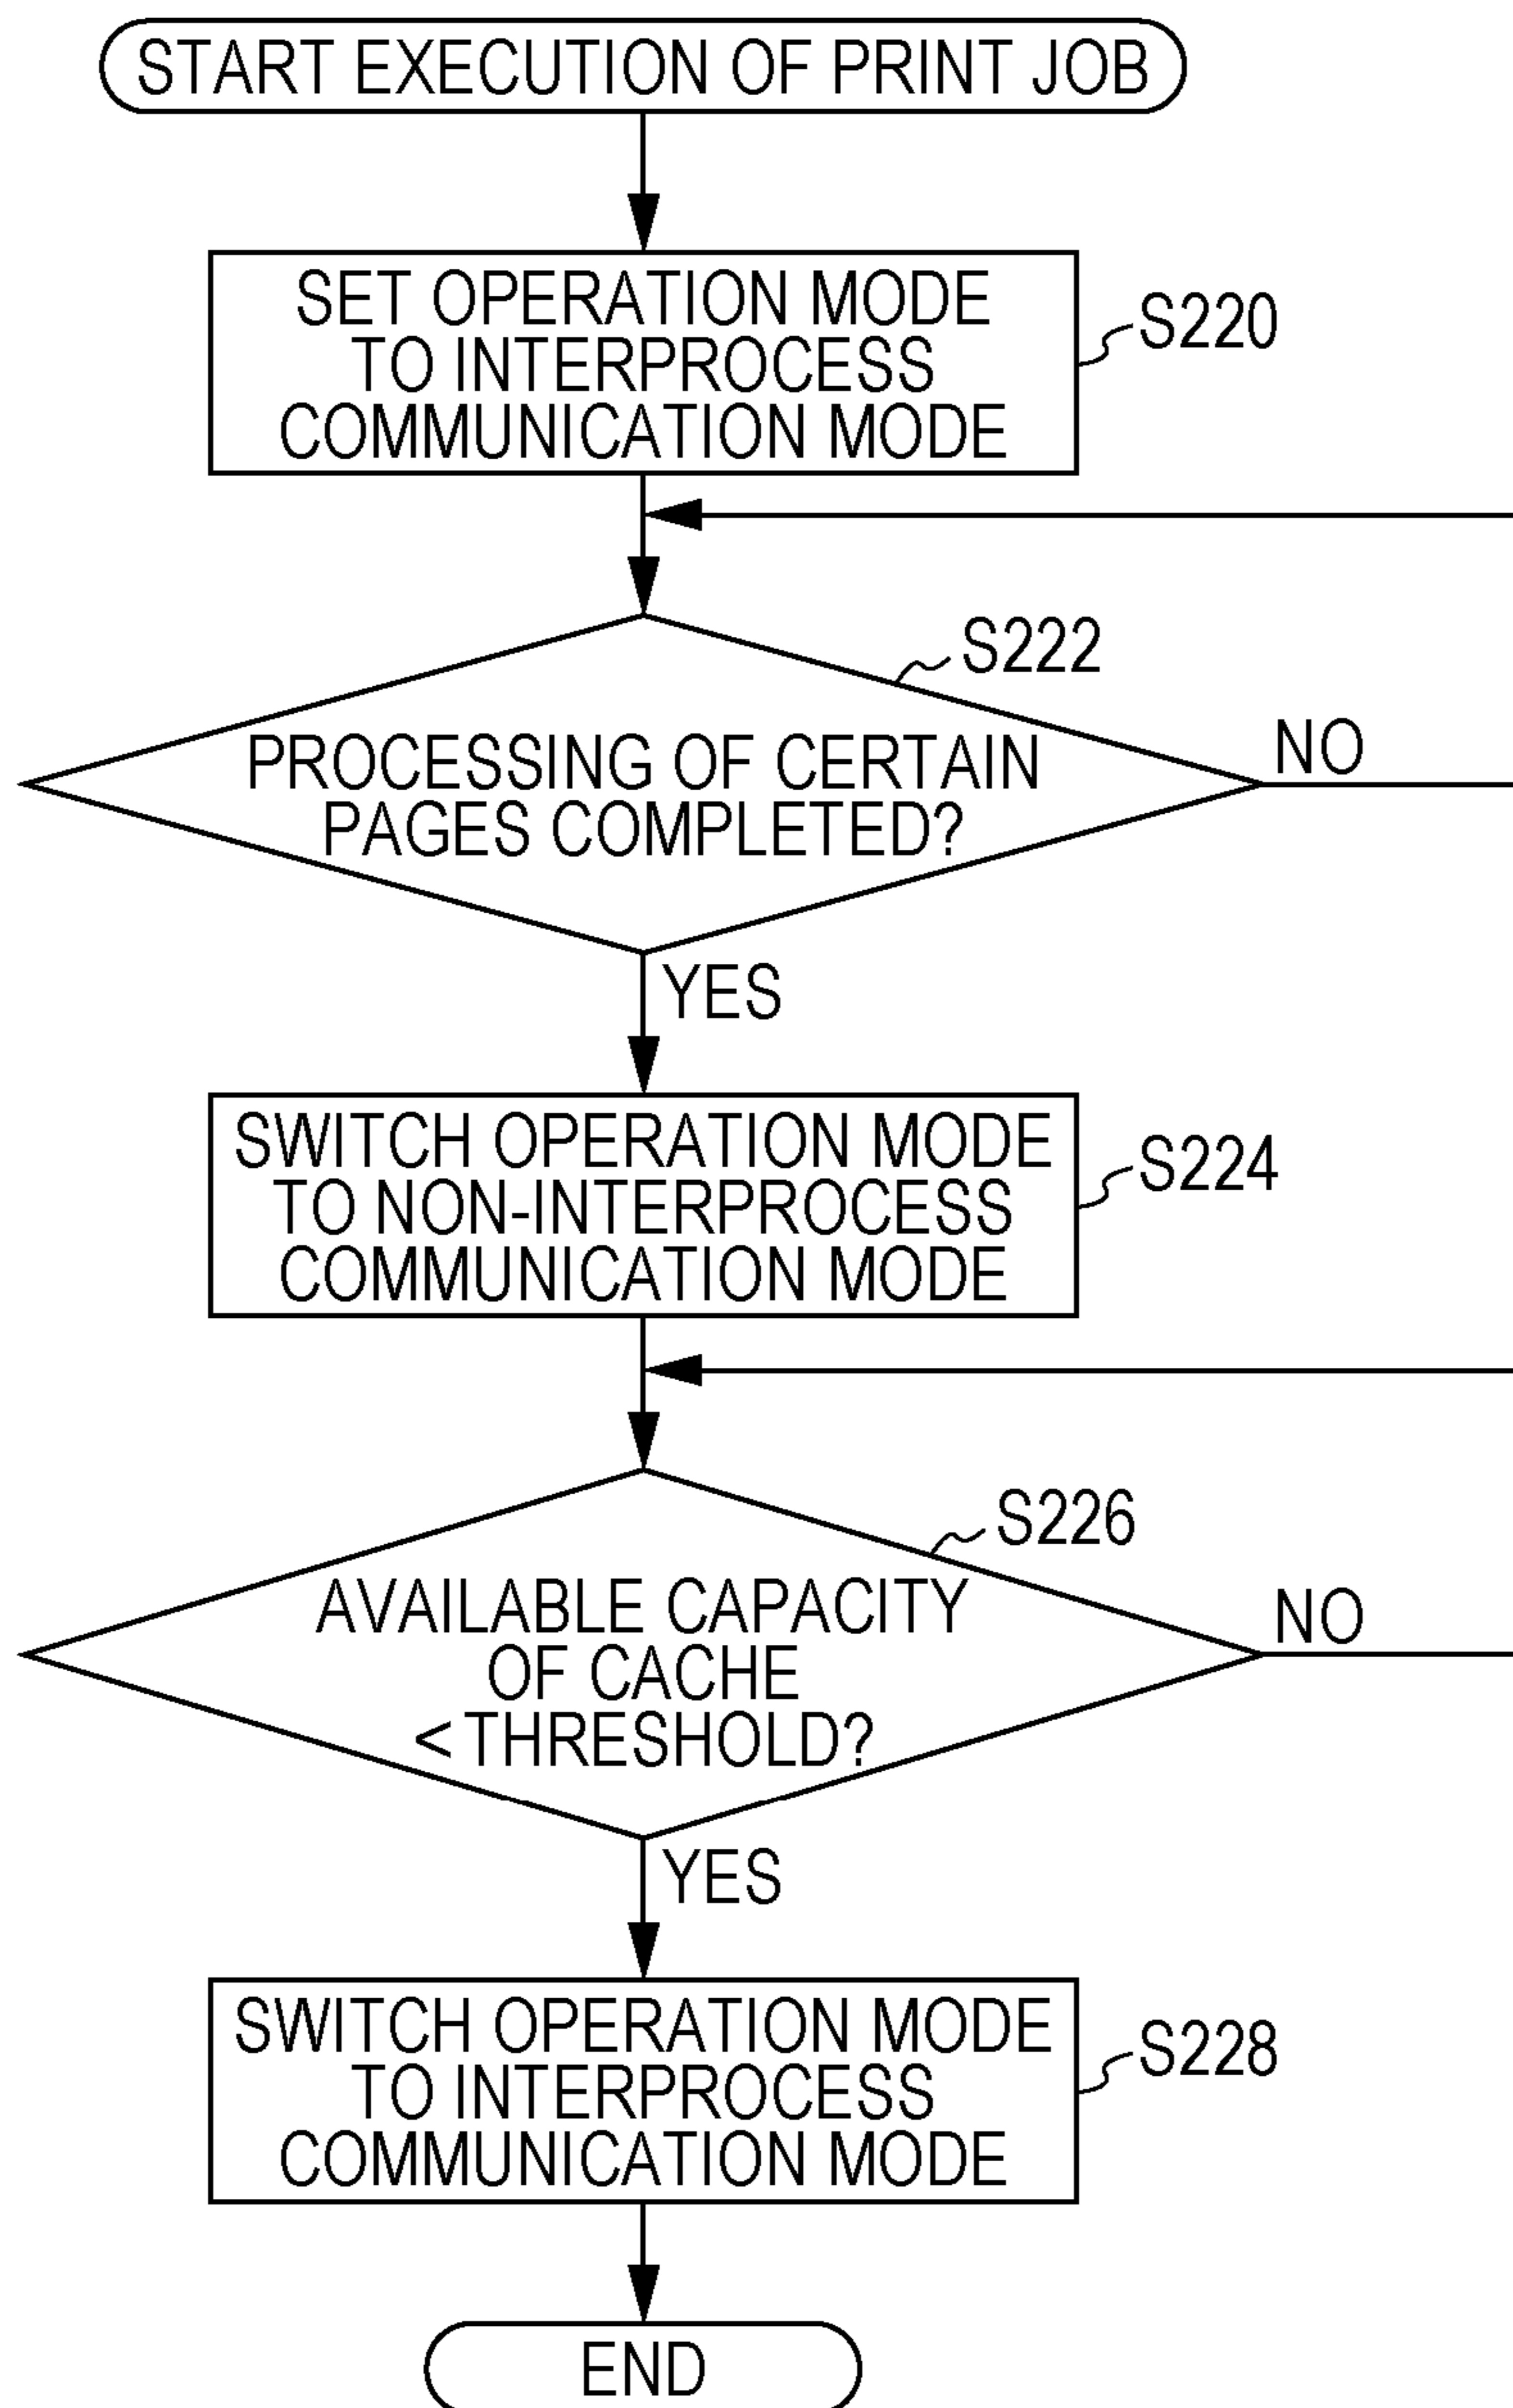 START EXECUTION OF PRINT JOB
SET OPERATION MODE
TO INTERPROCESS
COMMUNICATION MODE
S220
S222
PROCESSING OF CERTAIN
PAGES COMPLETED?
NO
YES
SWITCH OPERATION MODE
TO NON-INTERPROCESS
COMMUNICATION MODE
S224
S226
AVAILABLE CAPACITY
OF CACHE
< THRESHOLD?
NO
YES
SWITCH OPERATION MODE
TO INTERPROCESS
COMMUNICATION MODE
S228
END